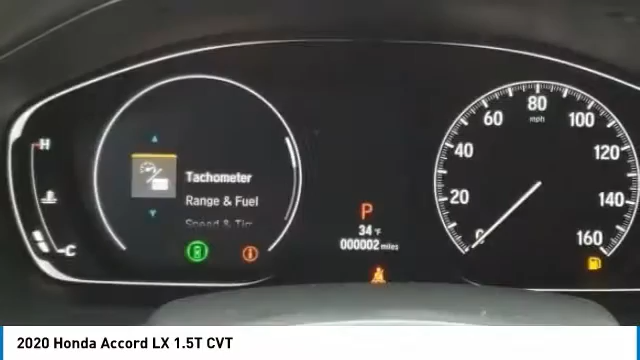 H
C
Tachometer
Range & Fuel
Speed &
P
34 °F
000002 miles
0
20
40
60
80
mph
100
120
140
160
2020 Honda Accord LX 1.5T CVT